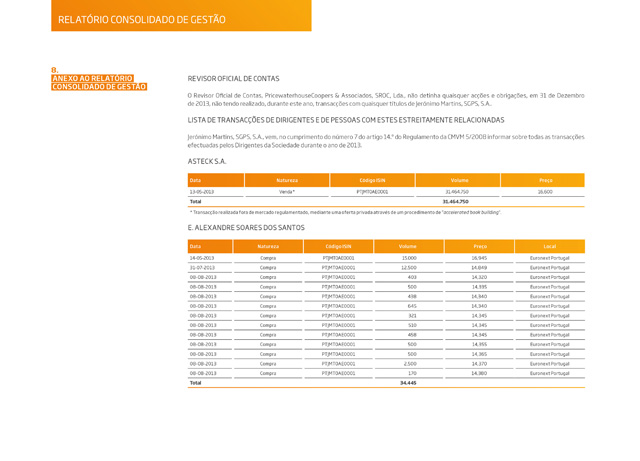 RELATÓRIO CONSOLIDADO DE GESTÃO
8.
ANEXO AO RELATÓRIO
CONSOLIDADO DE GESTÃO
REVISOR OFICIAL DE CONTAS
O Revisor Oficial de Contas, PricewaterhouseCoopers & Associados, SROC, Lda., não detinha quaisquer acções e obrigações, em 31 de Dezembro
de 2013, não tendo realizado, durante este ano, transacções com quaisquer títulos de Jerónimo Martins, SGPS, S.A..
LISTA DE TRANSACÇÕES DE DIRIGENTES E DE PESSOAS COM ESTES ESTREITAMENTE RELACIONADAS
Jerónimo Martins, SGPS, S.A., vem, no cumprimento do número 7 do artigo 14.º do Regulamento da CMVM 5/2008 informar sobre todas as transacções
efectuadas pelos Dirigentes da Sociedade durante o ano de 2013.
ASTECK S.A.
Data Natureza Código ISIN Volume Preço
13-05-2013 Venda* PTJMT0AE0001 31.464.750 16,600
Total 31.464.750
* Transacção realizada fora de mercado regulamentado, mediante uma oferta privada através de um procedimento de "accelerated book building".
E. ALEXANDRE SOARES DOS SANTOS
Data Natureza Código ISIN Volume Preço Local
14-05-2013 Compra PTJMT0AE0001 15.000 16,945 Euronext Portugal
31-07-2013 Compra PTJMT0AE0001 12.500 14,849 Euronext Portugal
08-08-2013 Compra PTJMT0AE0001 403 14,320 Euronext Portugal
08-08-2013 Compra PTJMT0AE0001 500 14,335 Euronext Portugal
08-08-2013 Compra PTJMT0AE0001 438 14,340 Euronext Portugal
08-08-2013 Compra PTJMT0AE0001 645 14,340 Euronext Portugal
08-08-2013 Compra PTJMT0AE0001 321 14,345 Euronext Portugal
08-08-2013 Compra PTJMT0AE0001 510 14,345 Euronext Portugal
08-08-2013 Compra PTJMT0AE0001 458 14,345 Euronext Portugal
08-08-2013 Compra PTJMT0AE0001 500 14,355 Euronext Portugal
08-08-2013 Compra PTJMT0AE0001 500 14,365 Euronext Portugal
08-08-2013 Compra PTJMT0AE0001 2.500 14,370 Euronext Portugal
08-08-2013 Compra PTJMT0AE0001 170 14,380 Euronext Portugal
Total 34.445